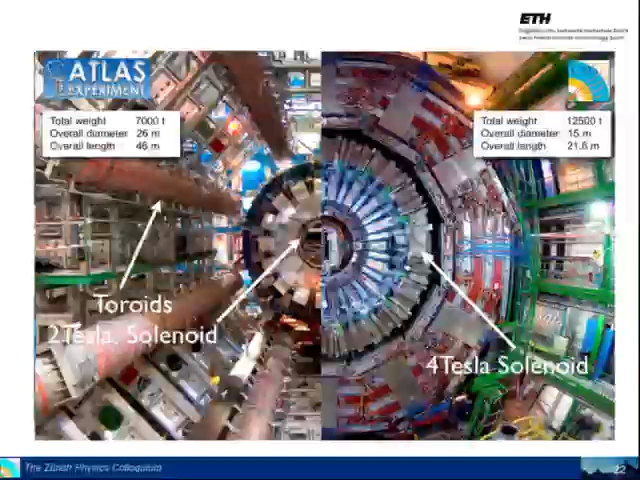 ETH
ATLAS
EXPERIMENT
Total weight 7000 t
Overall diameter 26 m
Overall length 46 m
Total weight 12500 t
Overall diameter 15 m
Overall length 21.6 m
Toroids
2Tesla, Solenoid
4Tesla Solenoid
The Zürich Physics Colloquium
22